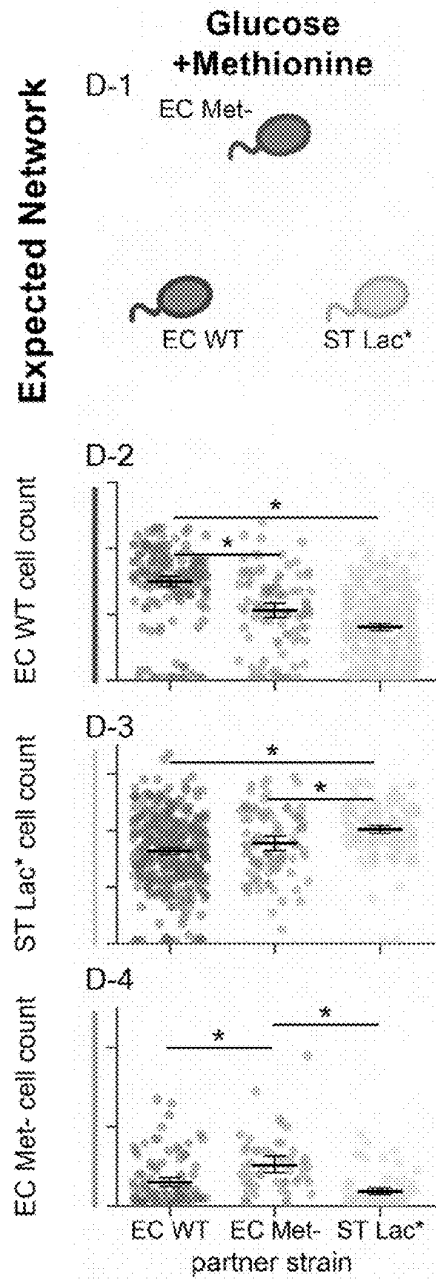 Glucose
+Methionine
Expected Network
D-1
EC Met-
EC WT
ST Lac*
D-2
EC WT cell count
*
*
D-3
ST Lac* cell count
*
*
D-4
EC Met- cell count
*
*
EC WT EC Met- ST Lac*
partner strain